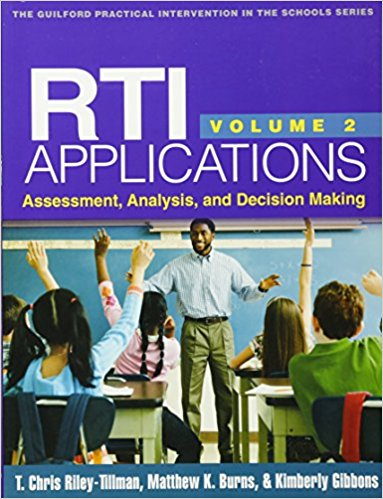 THE GUILFORD PRACTICAL INTERVENTION IN THE SCHOOLS SERIES
RTI
VOLUME 2
APPLICATIONS
Assessment, Analysis, and Decision Making
T. Chris Riley-Tillman, Matthew K. Burns, & Kimberly Gibbons